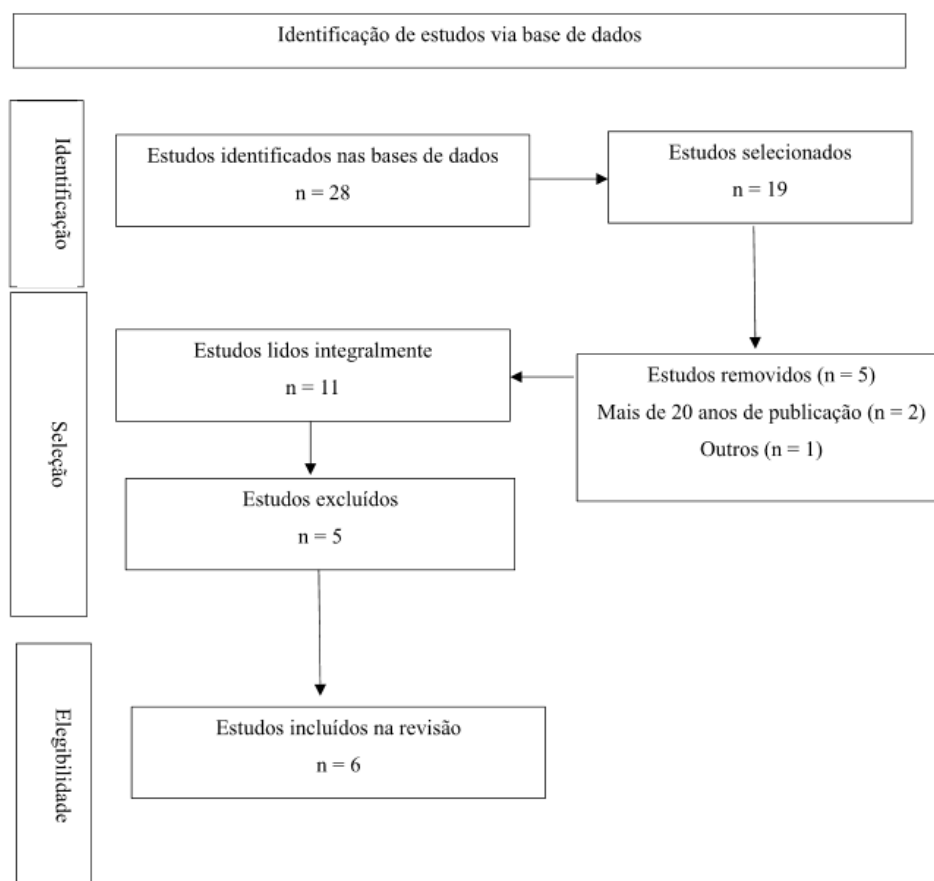 Identificação de estudos via base de dados
Identificação
Estudos identificados nas bases de dados
n = 28
Estudos selecionados
n = 19
Seleção
Estudos lidos integralmente
n = 11
Estudos removidos (n = 5)
Mais de 20 anos de publicação (n = 2)
Outros (n = 1)
Estudos excluídos
n = 5
Elegibilidade
Estudos incluídos na revisão
n = 6